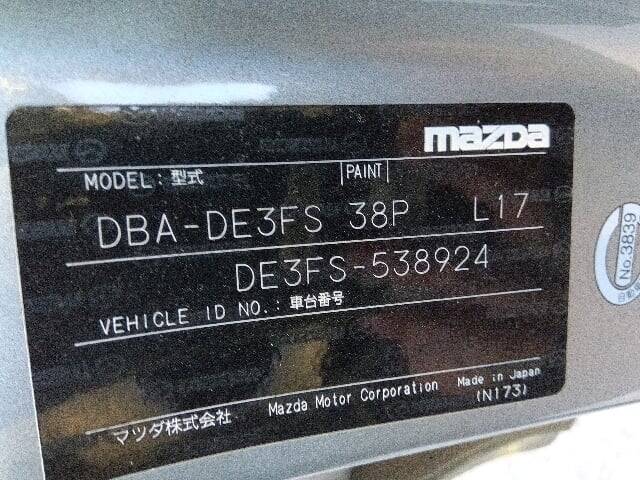 mazda
MODEL: 型式 PAINT
DBA-DE3FS 38P L17
DE3FS-538924
VEHICLE ID NO.: 車台番号
マツダ株式会社 Mazda Motor Corporation Made in Japan
(N173)
No.3839